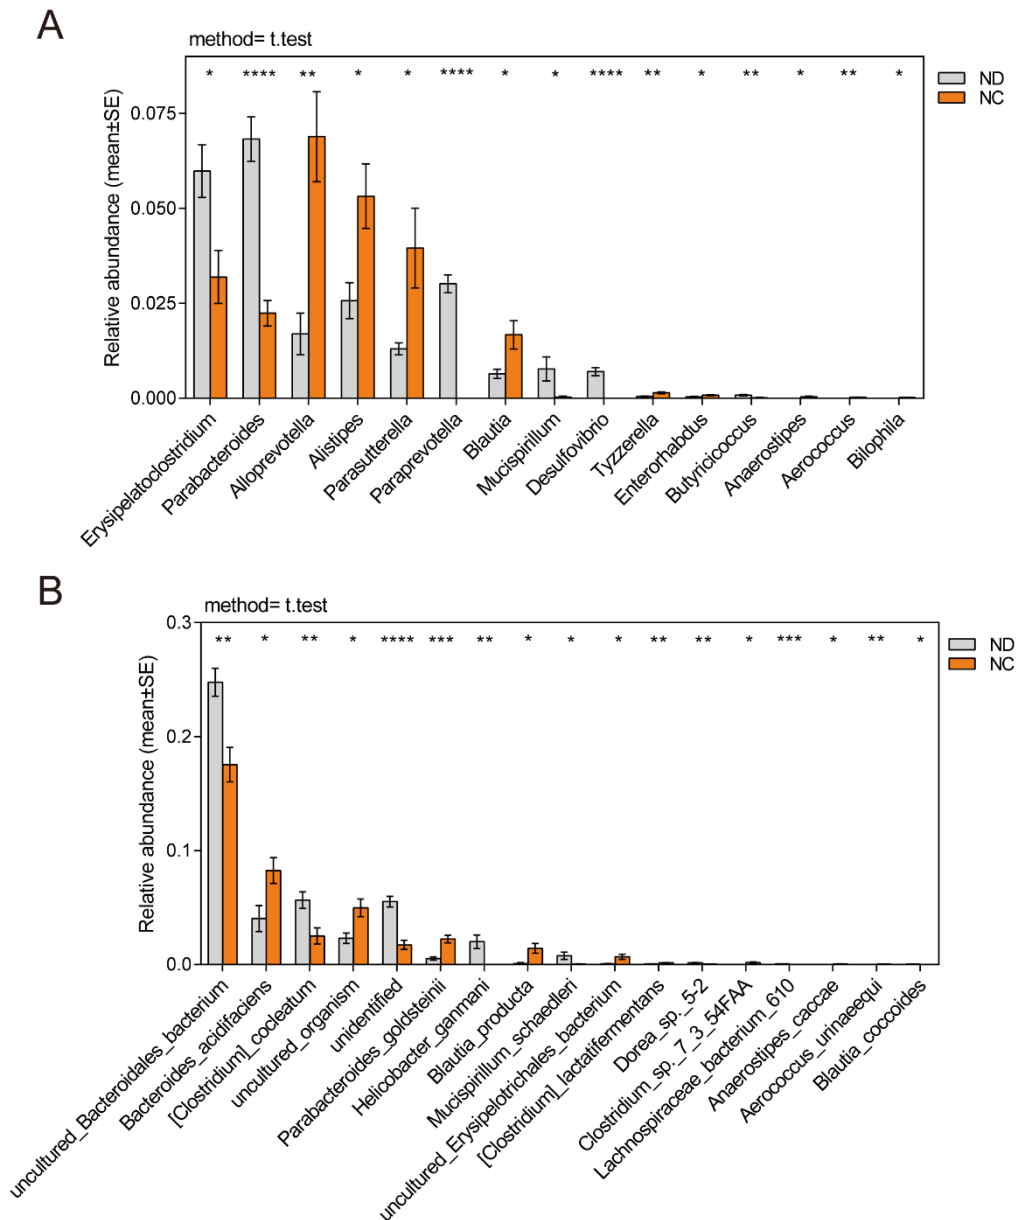 A
method= t.test
* **** ** * * **** * * **** ** * ** * ** *
ND
NC
Relative abundance (mean±SE)
0.075
0.050
0.025
0.000
Erysipelatoclostridium
Parabacteroides
Alloprevotella
Alistipes
Parasutterella
Paraprevotella
Blautia
Mucispirillum
Desulfovibrio
Tyzzerella
Enterorhabdus
Butyricicoccus
Anaerostipes
Aerococcus
Bilophila
B
method= t.test
** * ** * **** *** ** * * * ** ** * *** * ** *
ND
NC
Relative abundance (mean±SE)
0.3
0.2
0.1
0.0
uncultured_Bacteroidales_bacterium
Bacteroides_acidifaciens
[Clostridium]_cocleatum
uncultured_organism
unidentified
Parabacteroides_goldsteinii
Helicobacter_ganmani
Blautia_producta
Mucispirillum_schaedleri
uncultured_Erysipelotrichales_bacterium
[Clostridium]_lactatifermentans
Dorea_sp._5-2
Clostridium_sp._7_3_54FAA
Lachnospiraceae_bacterium_610
Anaerostipes_caccae
Aerococcus_urinaeequi
Blautia_coccoides